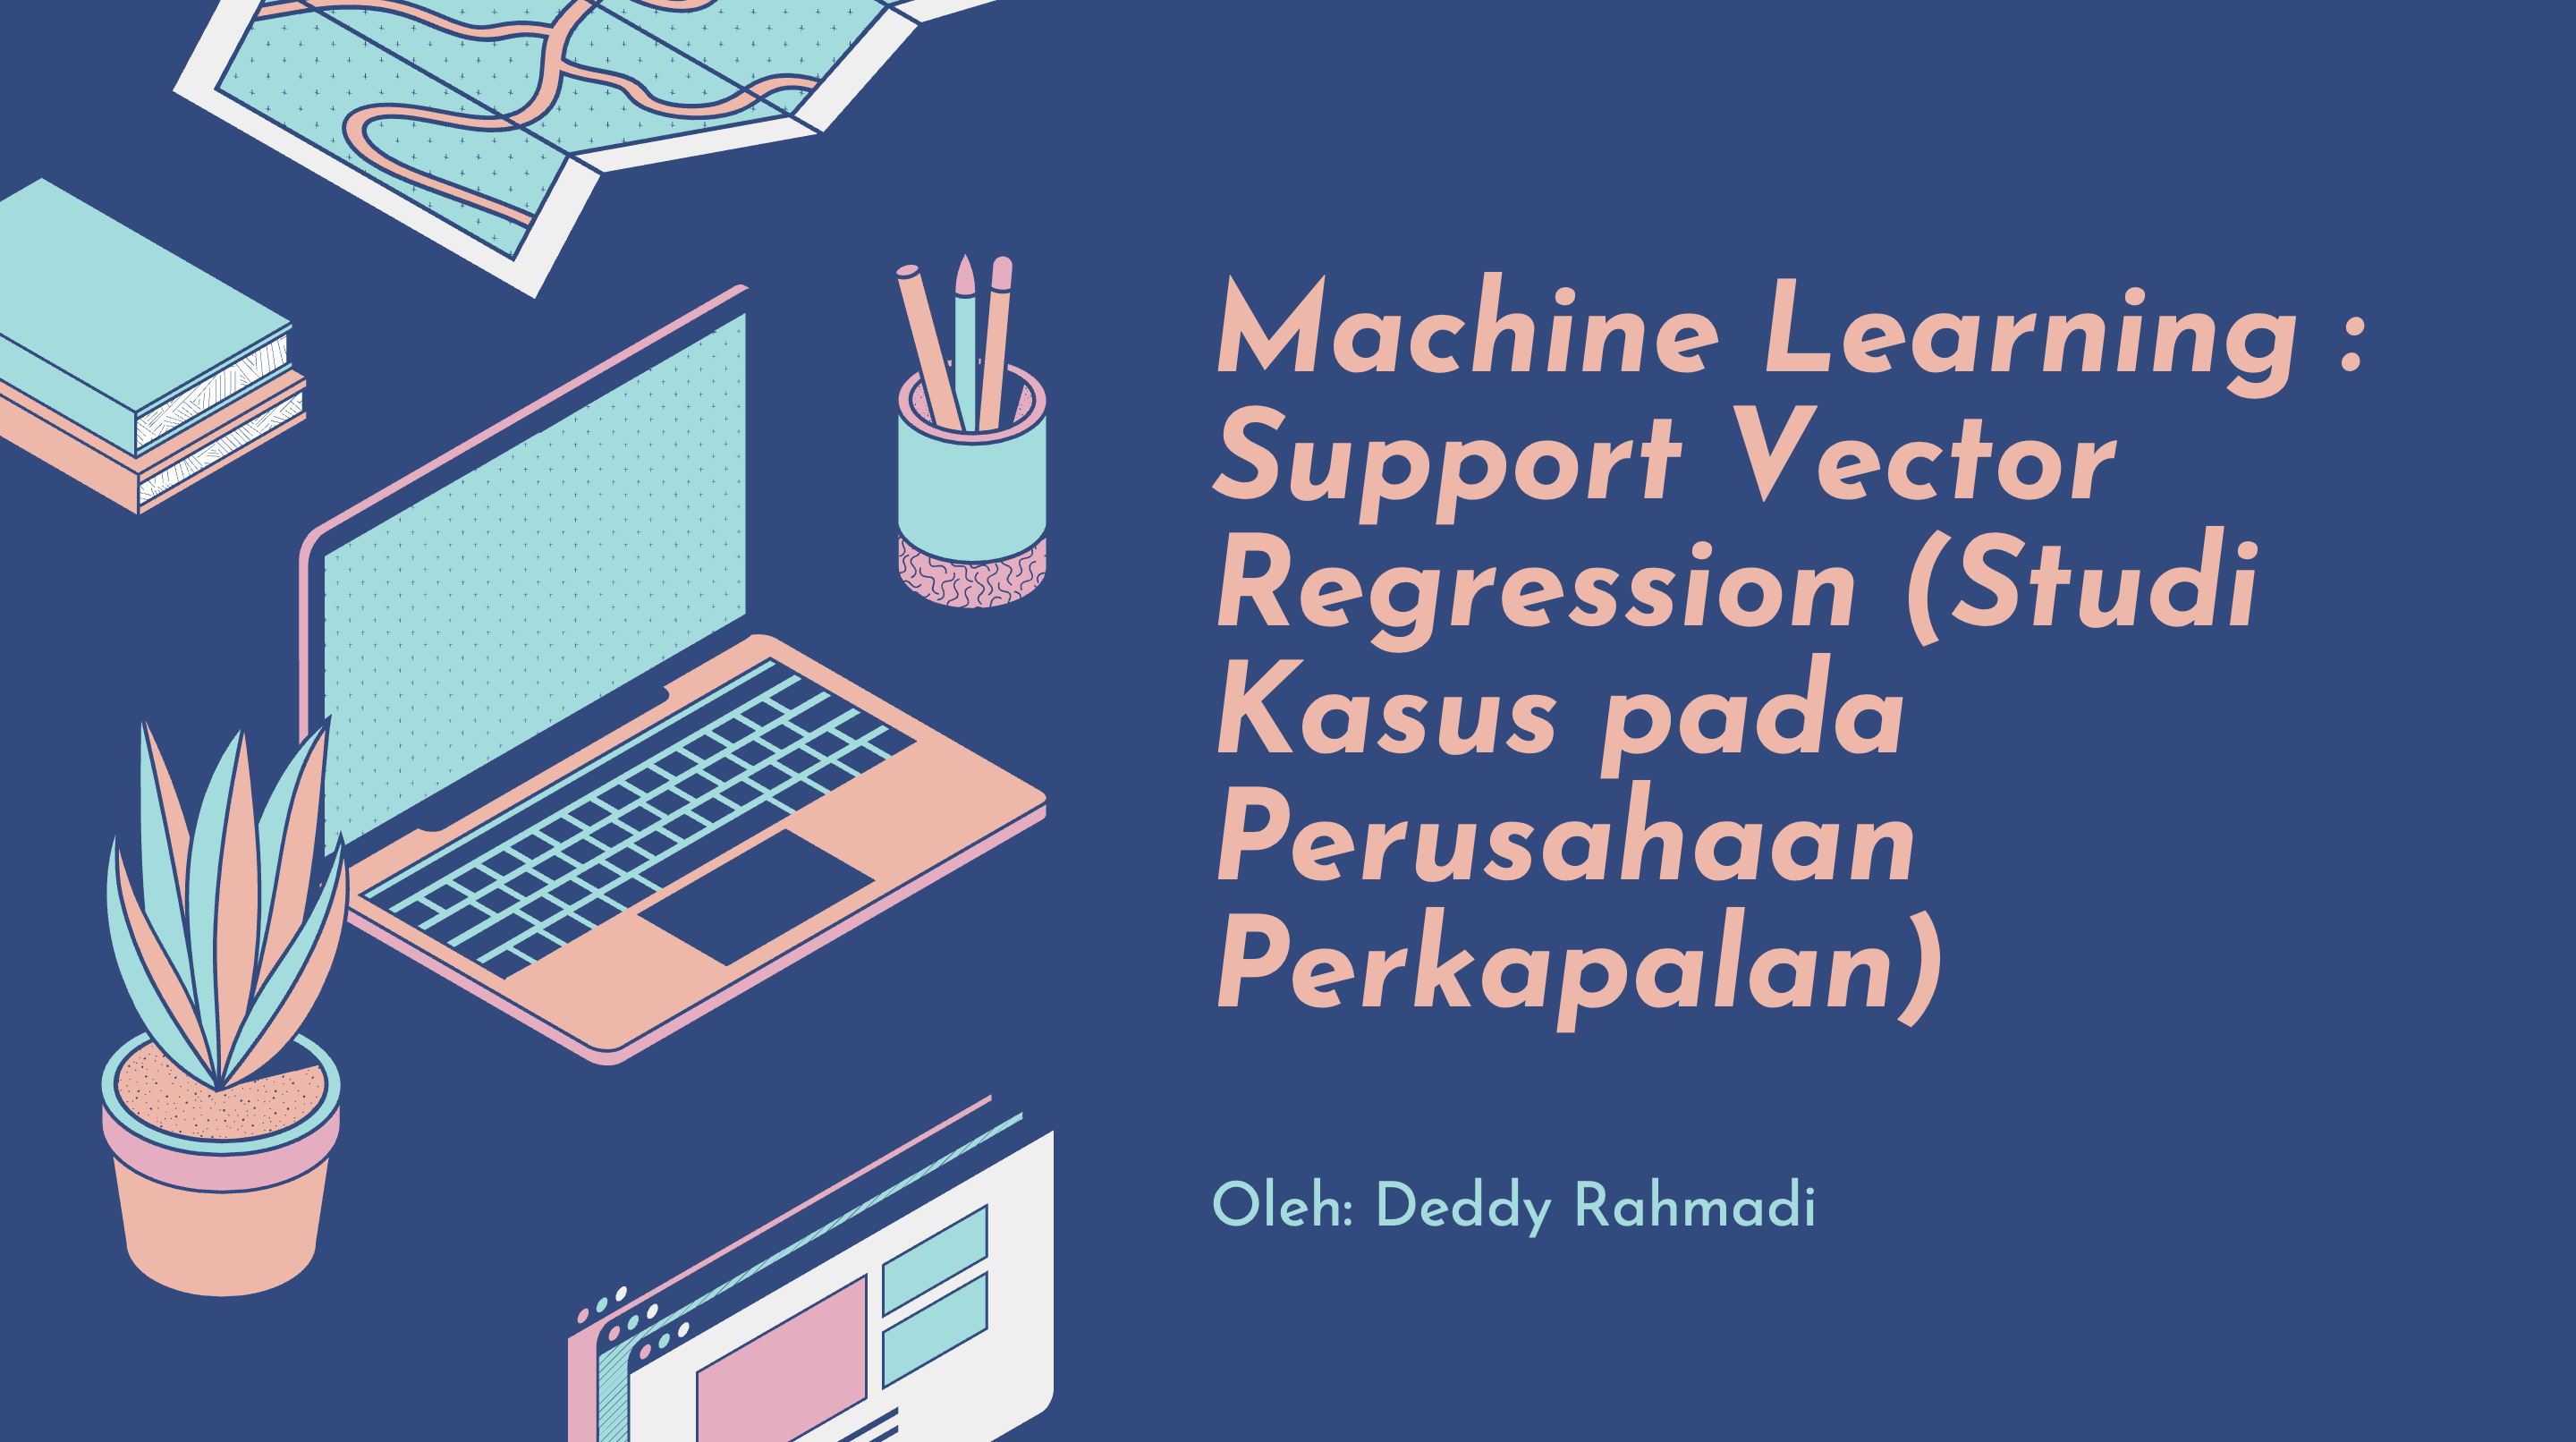 Machine Learning :
Support Vector
Regression (Studi
Kasus pada
Perusahaan
Perkapalan)
Oleh: Deddy Rahmadi